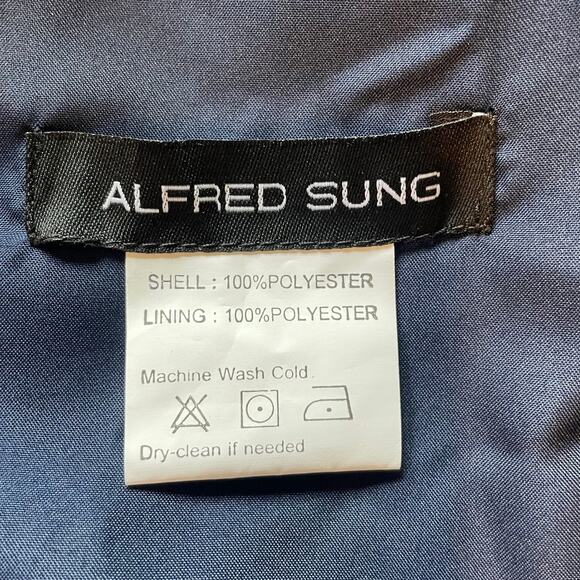 ALFRED SUNG
SHELL : 100%POLYESTER
LINING : 100%POLYESTER
Machine Wash Cold
Dry-clean if needed